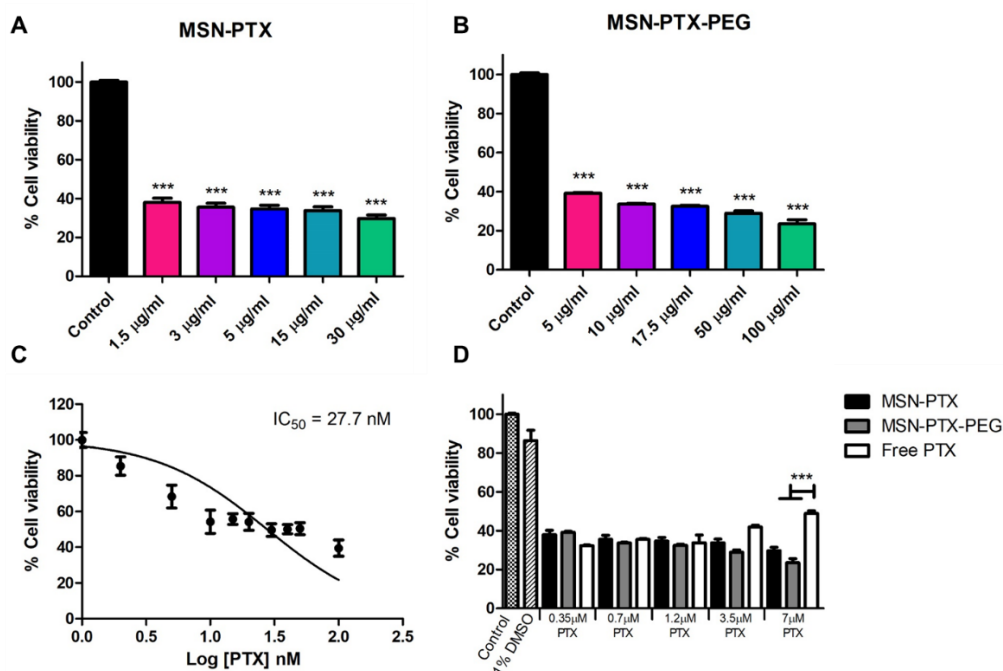 A
MSN-PTX
% Cell viability
100
80
60
40
20
0
***
***
***
***
***
Control
1.5 μg/ml
3 μg/ml
5 μg/ml
15 μg/ml
30 μg/ml
B
MSN-PTX-PEG
% Cell viability
100
80
60
40
20
0
***
***
***
***
***
Control
5 μg/ml
10 μg/ml
17.5 μg/ml
50 μg/ml
100 μg/ml
C
IC50 = 27.7 nM
% Cell viability
120
100
80
60
40
20
0
0.0
0.5
1.0
1.5
2.0
2.5
Log [PTX] nM
D
MSN-PTX
MSN-PTX-PEG
Free PTX
% Cell viability
100
80
60
40
20
0
***
Control
1% DMSO
0.35μM
PTX
0.7μM
PTX
1.2μM
PTX
3.5μM
PTX
7μM
PTX